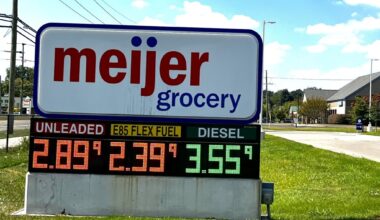 meijer
grocery
UNLEADED E85 FLEX FUEL DIESEL
2.89⁹ 2.39⁹ 3.55⁹